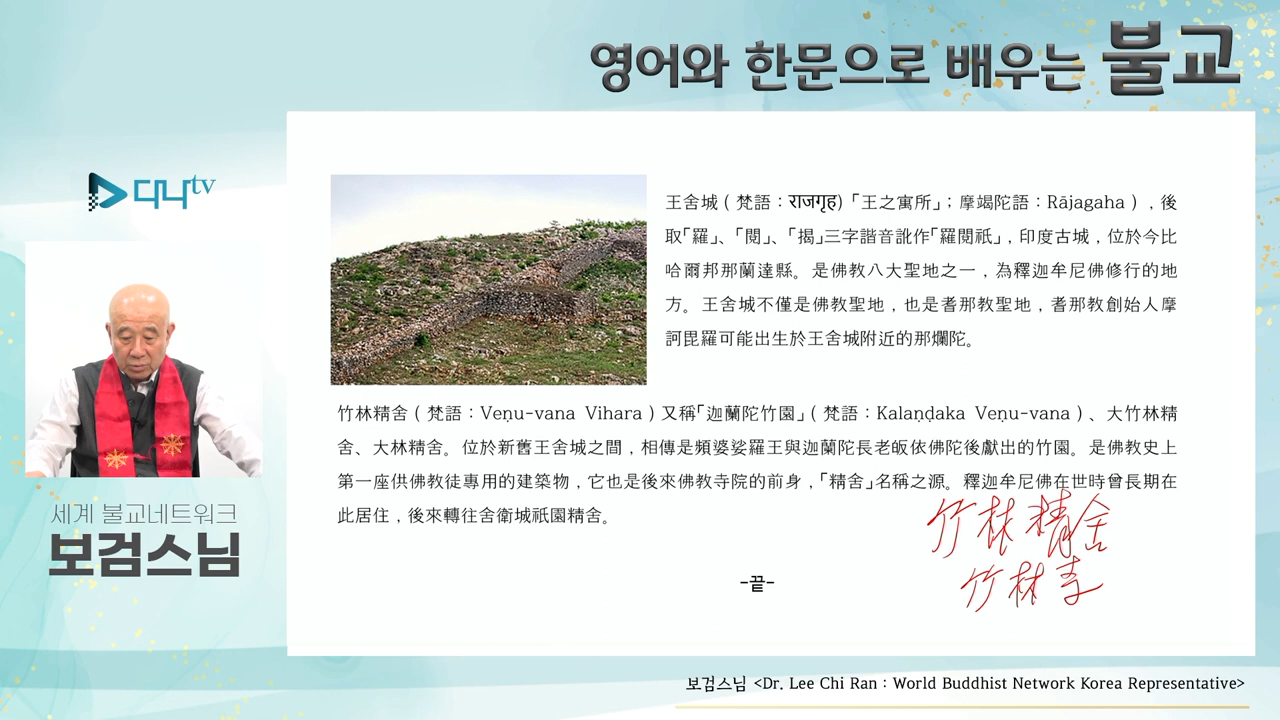 영어와 한문으로 배우는 불교
디나tv
王舍城 ( 梵語 : राजगृह) 「王之寓所」; 摩竭陀語 : Rājagaha ) , 後
取「羅」、「閱」、「揭」三字諧音訛作「羅閱祇」, 印度古城 , 位於今比
哈爾邦那蘭達縣。是佛教八大聖地之一 , 為釋迦牟尼佛修行的地
方。王舍城不僅是佛教聖地 , 也是耆那教聖地 , 耆那教創始人摩
訶毘羅可能出生於王舍城附近的那爛陀。
竹林精舍 ( 梵語 : Veṇu-vana Vihara ) 又稱「迦蘭陀竹園」( 梵語 : Kalaṇḍaka Veṇu-vana ) 、大竹林精
舍、大林精舍。位於新舊王舍城之間 , 相傳是頻婆娑羅王與迦蘭陀長老皈依佛陀後獻出的竹園。是佛教史上
第一座供佛教徒專用的建築物 , 它也是後來佛教寺院的前身 , 「精舍」名稱之源。釋迦牟尼佛在世時曾長期在
此居住 , 後來轉往舍衛城祇園精舍。
竹林精舍
竹林
-끝-
세계 불교네트워크
보검스님
보검스님 <Dr. Lee Chi Ran : World Buddhist Network Korea Representative>